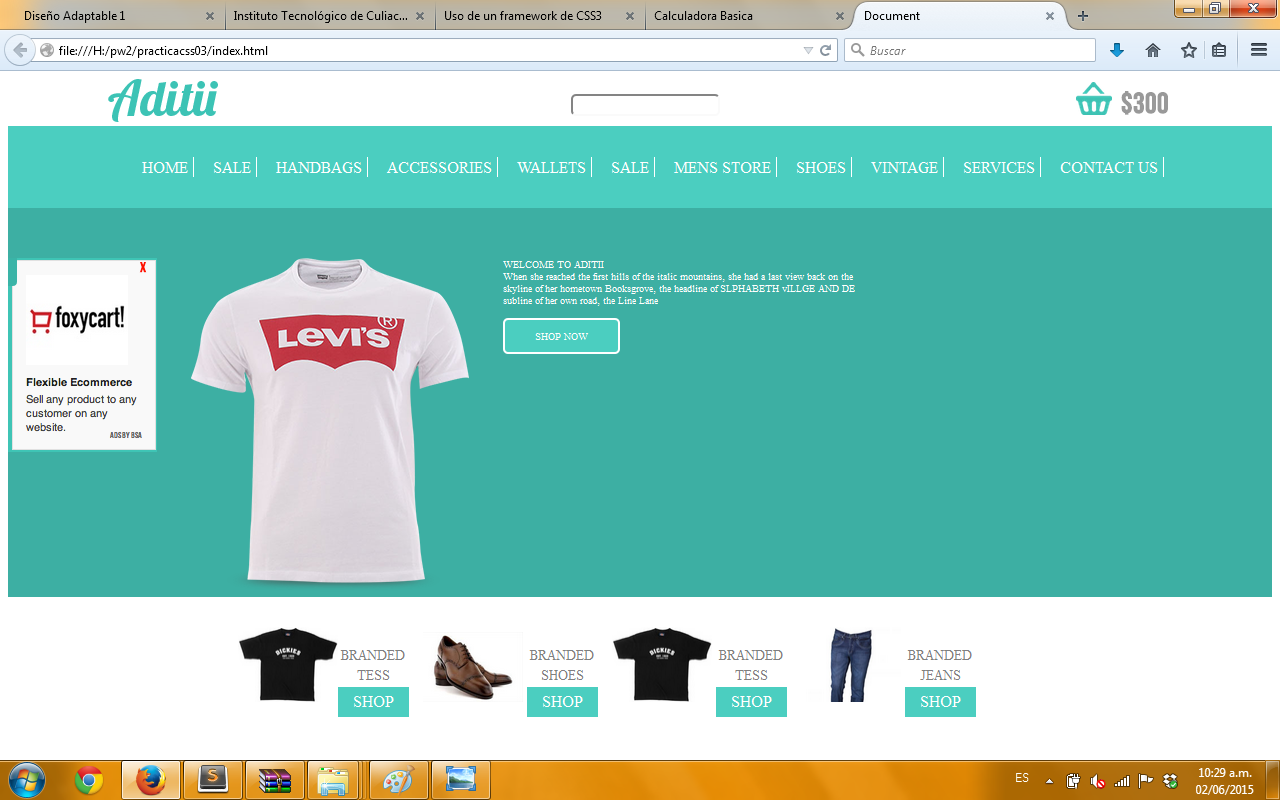 Diseño Adaptable 1
Instituto Tecnológico de Culiac...
Uso de un framework de CSS3
Calculadora Basica
Document
file:///H:/pw2/practicacss03/index.html
Buscar
Aditii
$300
HOME SALE HANDBAGS ACCESSORIES WALLETS SALE MENS STORE SHOES VINTAGE SERVICES CONTACT US
X
foxycart!
Flexible Ecommerce
Sell any product to any
customer on any
website.
ADS BY BSA
LEVI'S
®
WELCOME TO ADITII
When she reached the first hills of the italic mountains, she had a last view back on the
skyline of her hometown Booksgrove, the headline of SLPHABETH vILLGE AND DE
subline of her own road, the Line Lane
SHOP NOW
DICKIES
BRANDED
TESS
SHOP
BRANDED
SHOES
SHOP
DICKIES
BRANDED
TESS
SHOP
BRANDED
JEANS
SHOP
ES
10:29 a.m.
02/06/2015